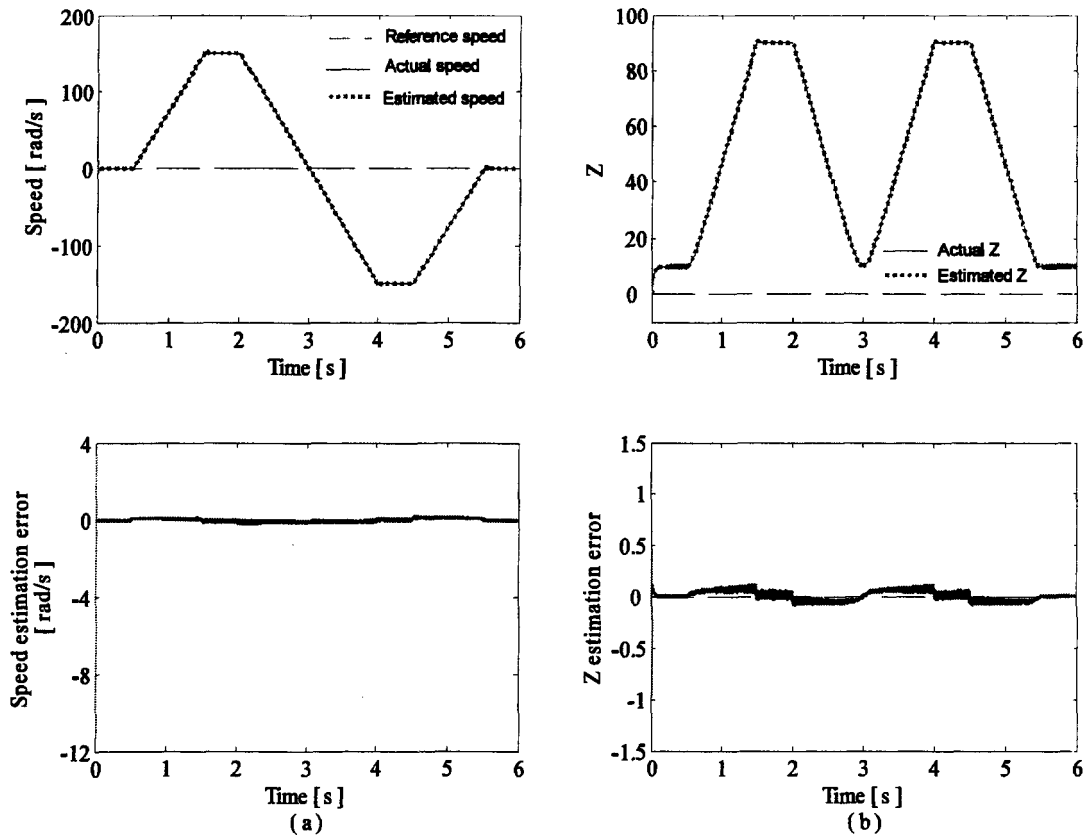 200
150
100
0
-100
-200
Speed [ rad/s ]
Reference speed
Actual speed
Estimated speed
0 1 2 3 4 5 6
Time [ s ]
100
80
60
40
20
10
0
Z
Actual Z
Estimated Z
0 1 2 3 4 5 6
Time [ s ]
4
0
-4
-8
-12
Speed estimation error
[ rad/s ]
0 1 2 3 4 5 6
Time [ s ]
( a )
1.5
1
0.5
0
-0.5
-1
-1.5
Z estimation error
0 1 2 3 4 5 6
Time [ s ]
( b )